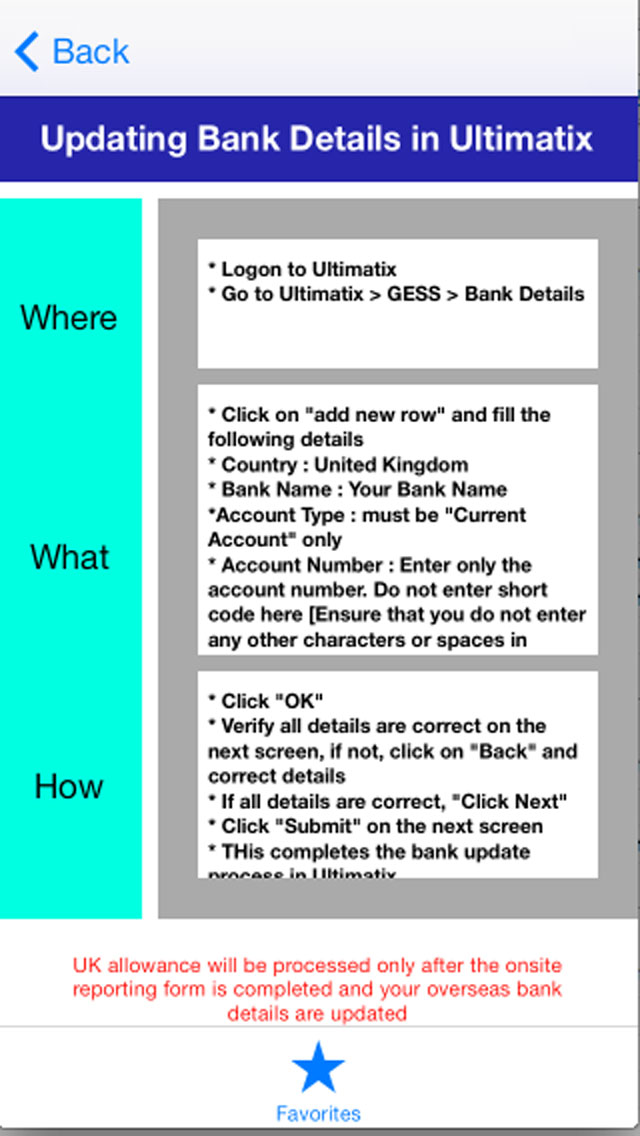 Back
Updating Bank Details in Ultimatix
Where
* Logon to Ultimatix
* Go to Ultimatix > GESS > Bank Details
What
* Click on "add new row" and fill the
following details
* Country : United Kingdom
* Bank Name : Your Bank Name
*Account Type : must be "Current
Account" only
* Account Number : Enter only the
account number. Do not enter short
code here [Ensure that you do not enter
any other characters or spaces in
How
* Click "OK"
* Verify all details are correct on the
next screen, if not, click on "Back" and
correct details
* If all details are correct, "Click Next"
* Click "Submit" on the next screen
* THis completes the bank update
process in Ultimatix
UK allowance will be processed only after the onsite
reporting form is completed and your overseas bank
details are updated
Favorites